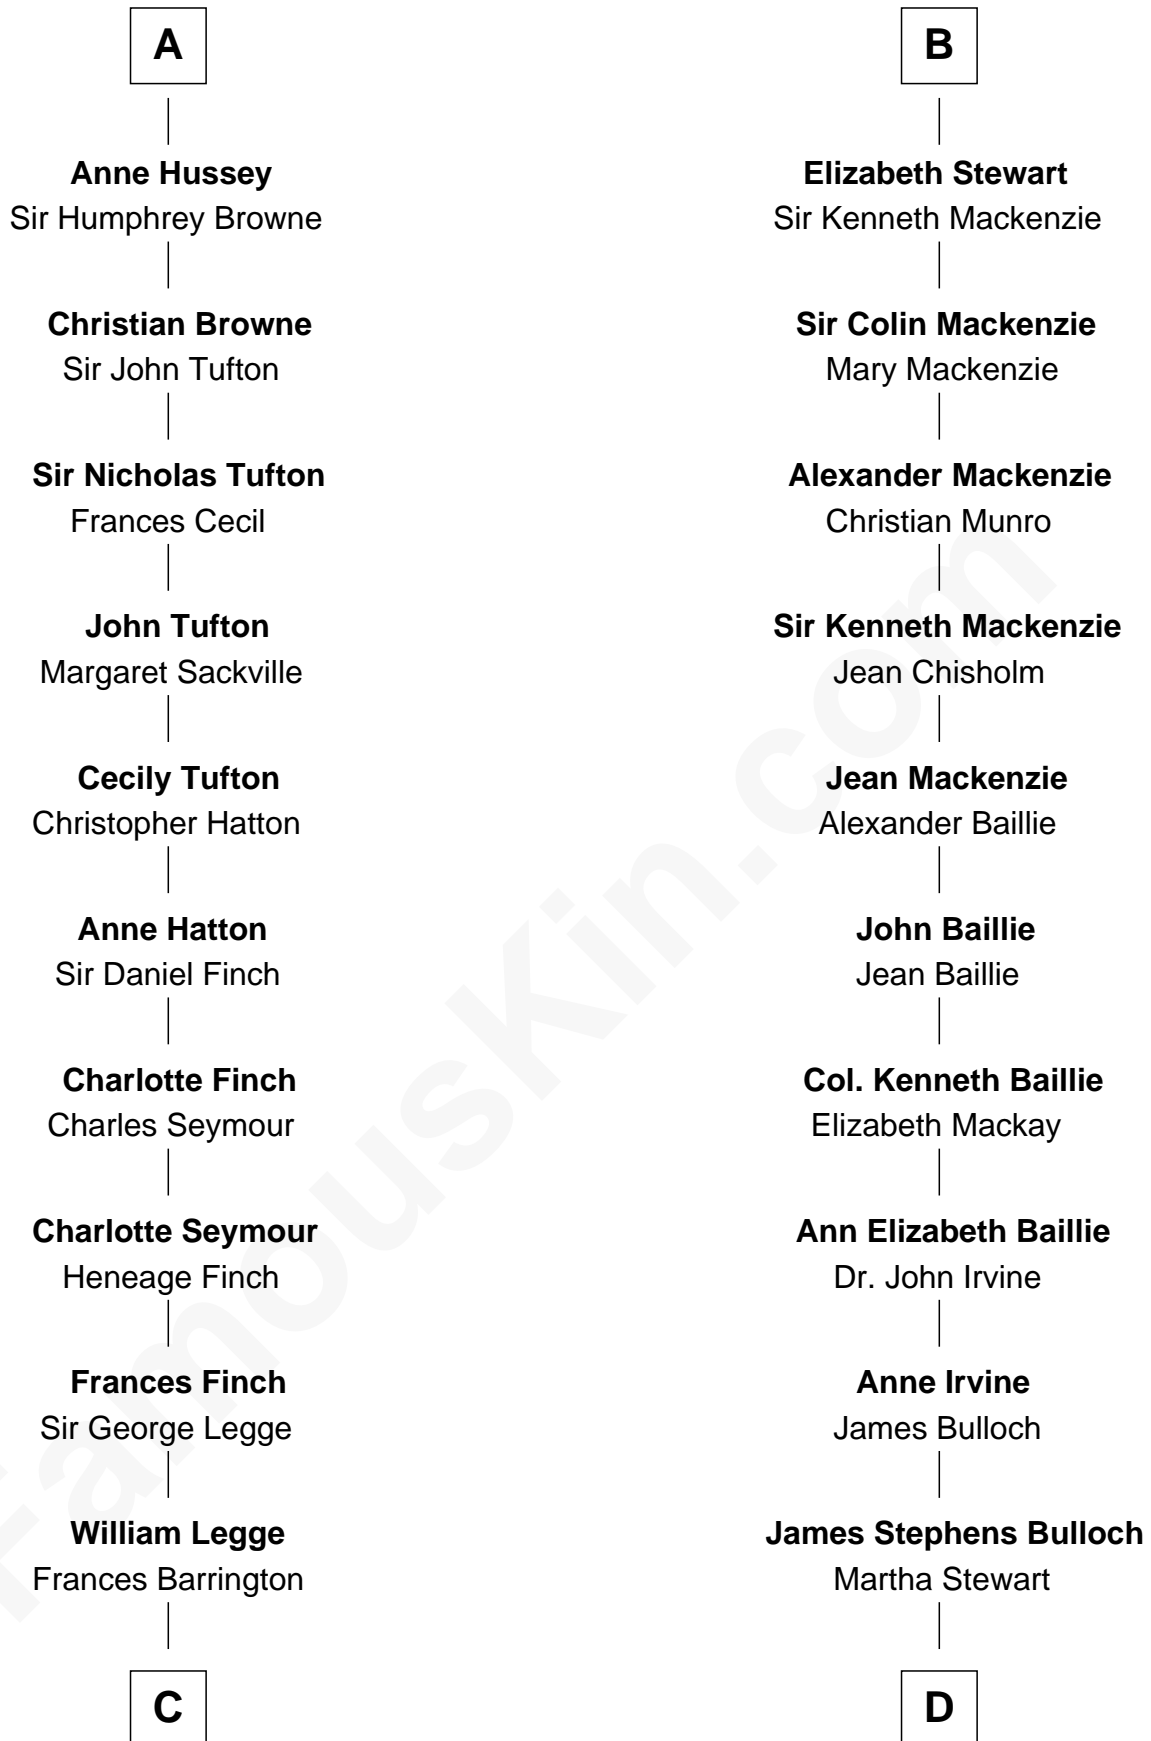 A
Anne Hussey
Sir Humphrey Browne
Christian Browne
Sir John Tufton
Sir Nicholas Tufton
Frances Cecil
John Tufton
Margaret Sackville
Cecily Tufton
Christopher Hatton
Anne Hatton
Sir Daniel Finch
Charlotte Finch
Charles Seymour
Charlotte Seymour
Heneage Finch
Frances Finch
Sir George Legge
William Legge
Frances Barrington
C
B
Elizabeth Stewart
Sir Kenneth Mackenzie
Sir Colin Mackenzie
Mary Mackenzie
Alexander Mackenzie
Christian Munro
Sir Kenneth Mackenzie
Jean Chisholm
Jean Mackenzie
Alexander Baillie
John Baillie
Jean Baillie
Col. Kenneth Baillie
Elizabeth Mackay
Ann Elizabeth Baillie
Dr. John Irvine
Anne Irvine
James Bulloch
James Stephens Bulloch
Martha Stewart
D
FamousKin.com